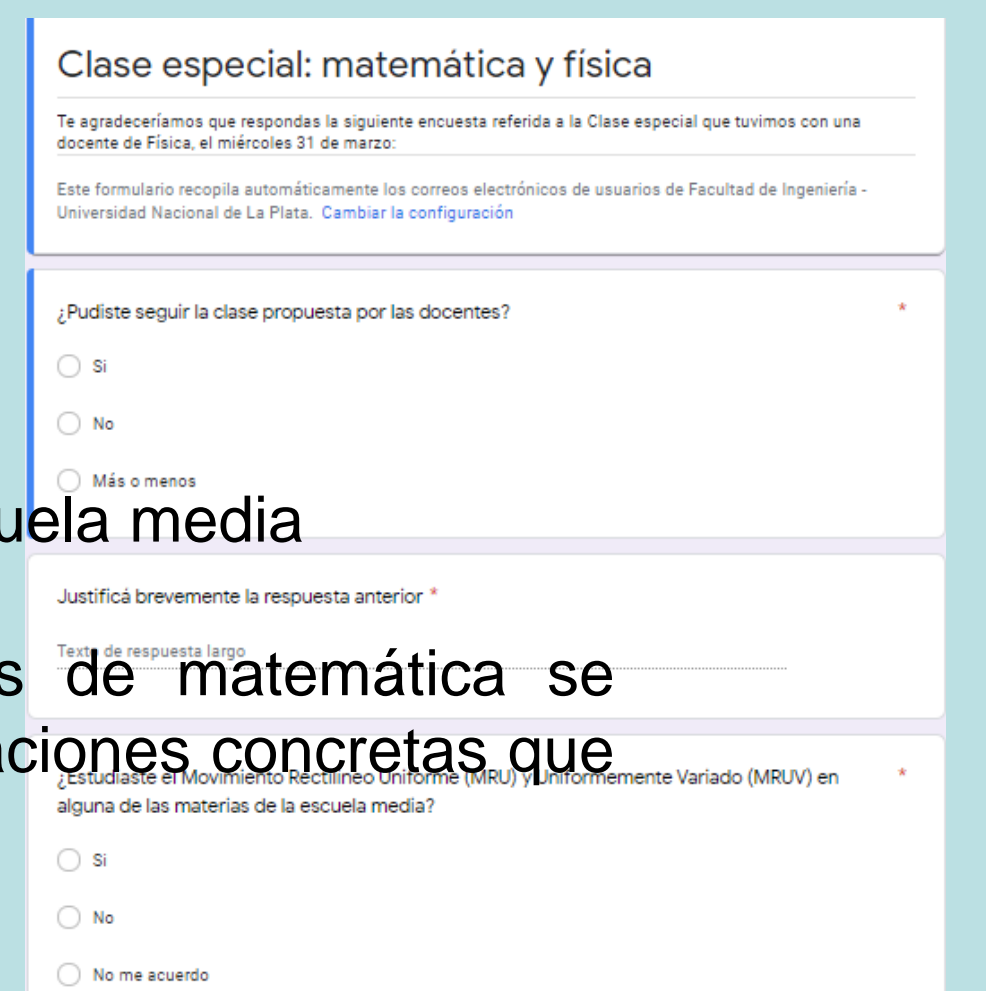 Clase especial: matemática y física
Te agradeceríamos que respondas la siguiente encuesta referida a la Clase especial que tuvimos con una
docente de Física, el miércoles 31 de marzo:
Este formulario recopila automáticamente los correos electrónicos de usuarios de Facultad de Ingeniería -
Universidad Nacional de La Plata. Cambiar la configuración
¿Pudiste seguir la clase propuesta por las docentes? *
Si
No
Más o menos
uela media
Justificá brevemente la respuesta anterior *
Texto de respuesta largo
s de matemática se
aciones concretas que
¿Estudiaste el Movimiento Rectilíneo Uniforme (MRU) y Uniformemente Variado (MRUV) en *
alguna de las materias de la escuela media?
Si
No
No me acuerdo